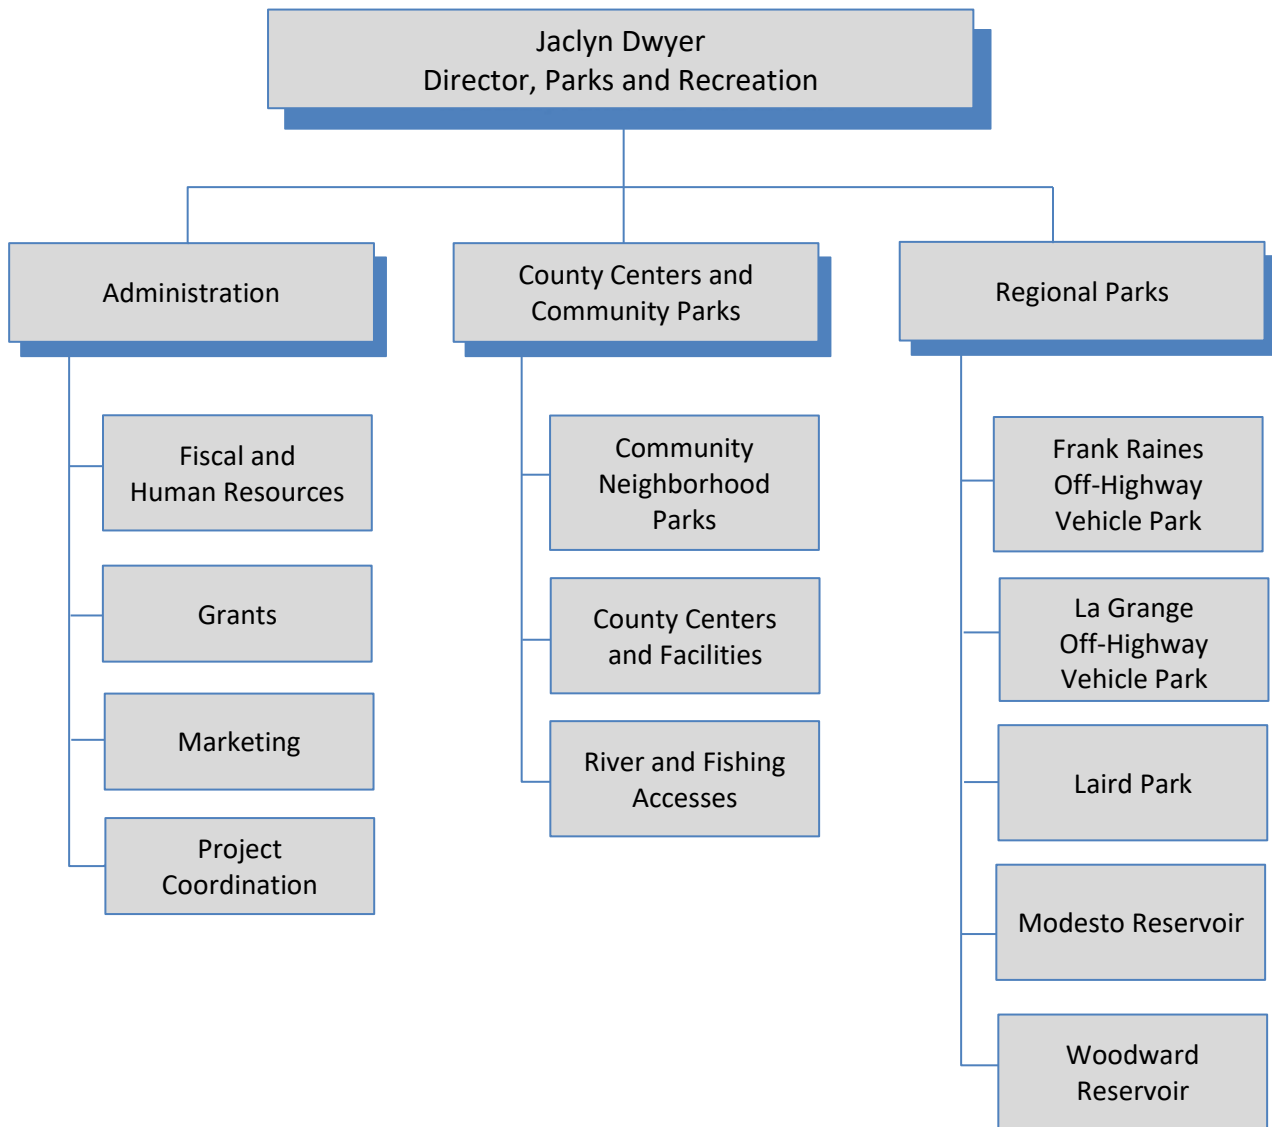 Jaclyn Dwyer
Director, Parks and Recreation
Administration
County Centers and
Community Parks
Regional Parks
Fiscal and
Human Resources
Grants
Marketing
Project
Coordination
Community
Neighborhood
Parks
County Centers
and Facilities
River and Fishing
Accesses
Frank Raines
Off-Highway
Vehicle Park
La Grange
Off-Highway
Vehicle Park
Laird Park
Modesto Reservoir
Woodward
Reservoir